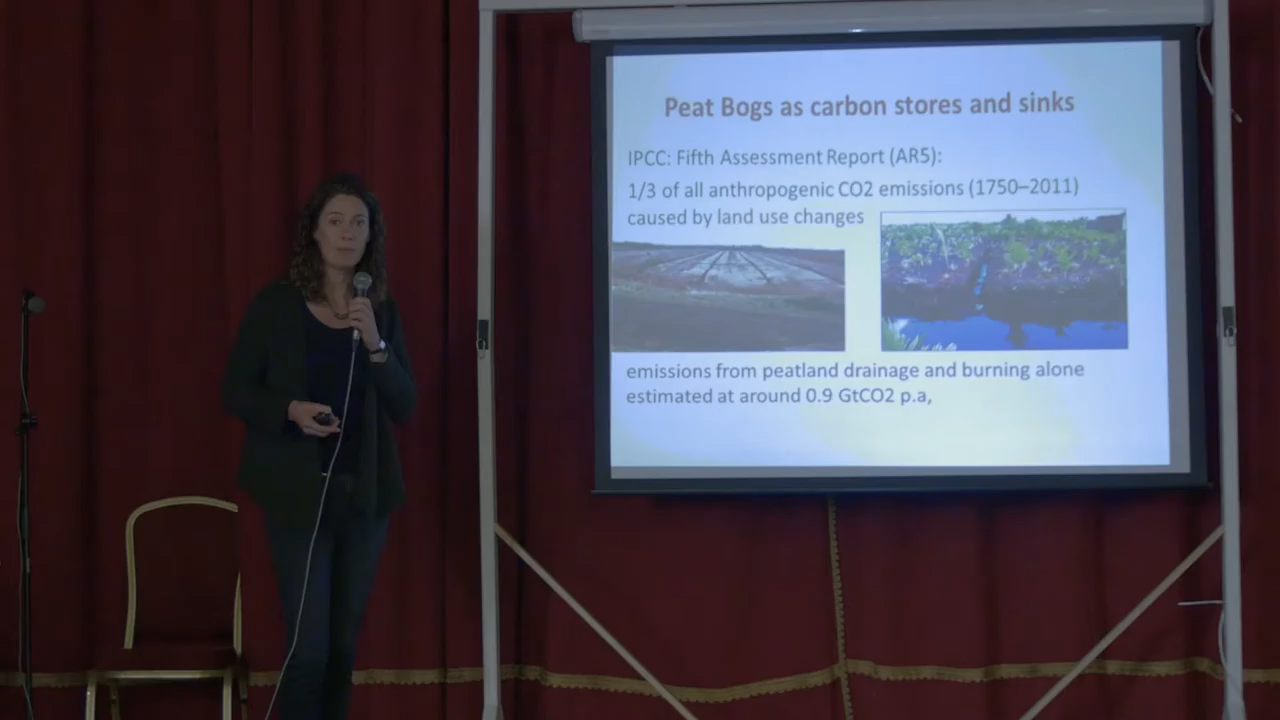 Peat Bogs as carbon stores and sinks
IPCC: Fifth Assessment Report (AR5):
1/3 of all anthropogenic CO2 emissions (1750–2011)
caused by land use changes
emissions from peatland drainage and burning alone
estimated at around 0.9 GtCO2 p.a,